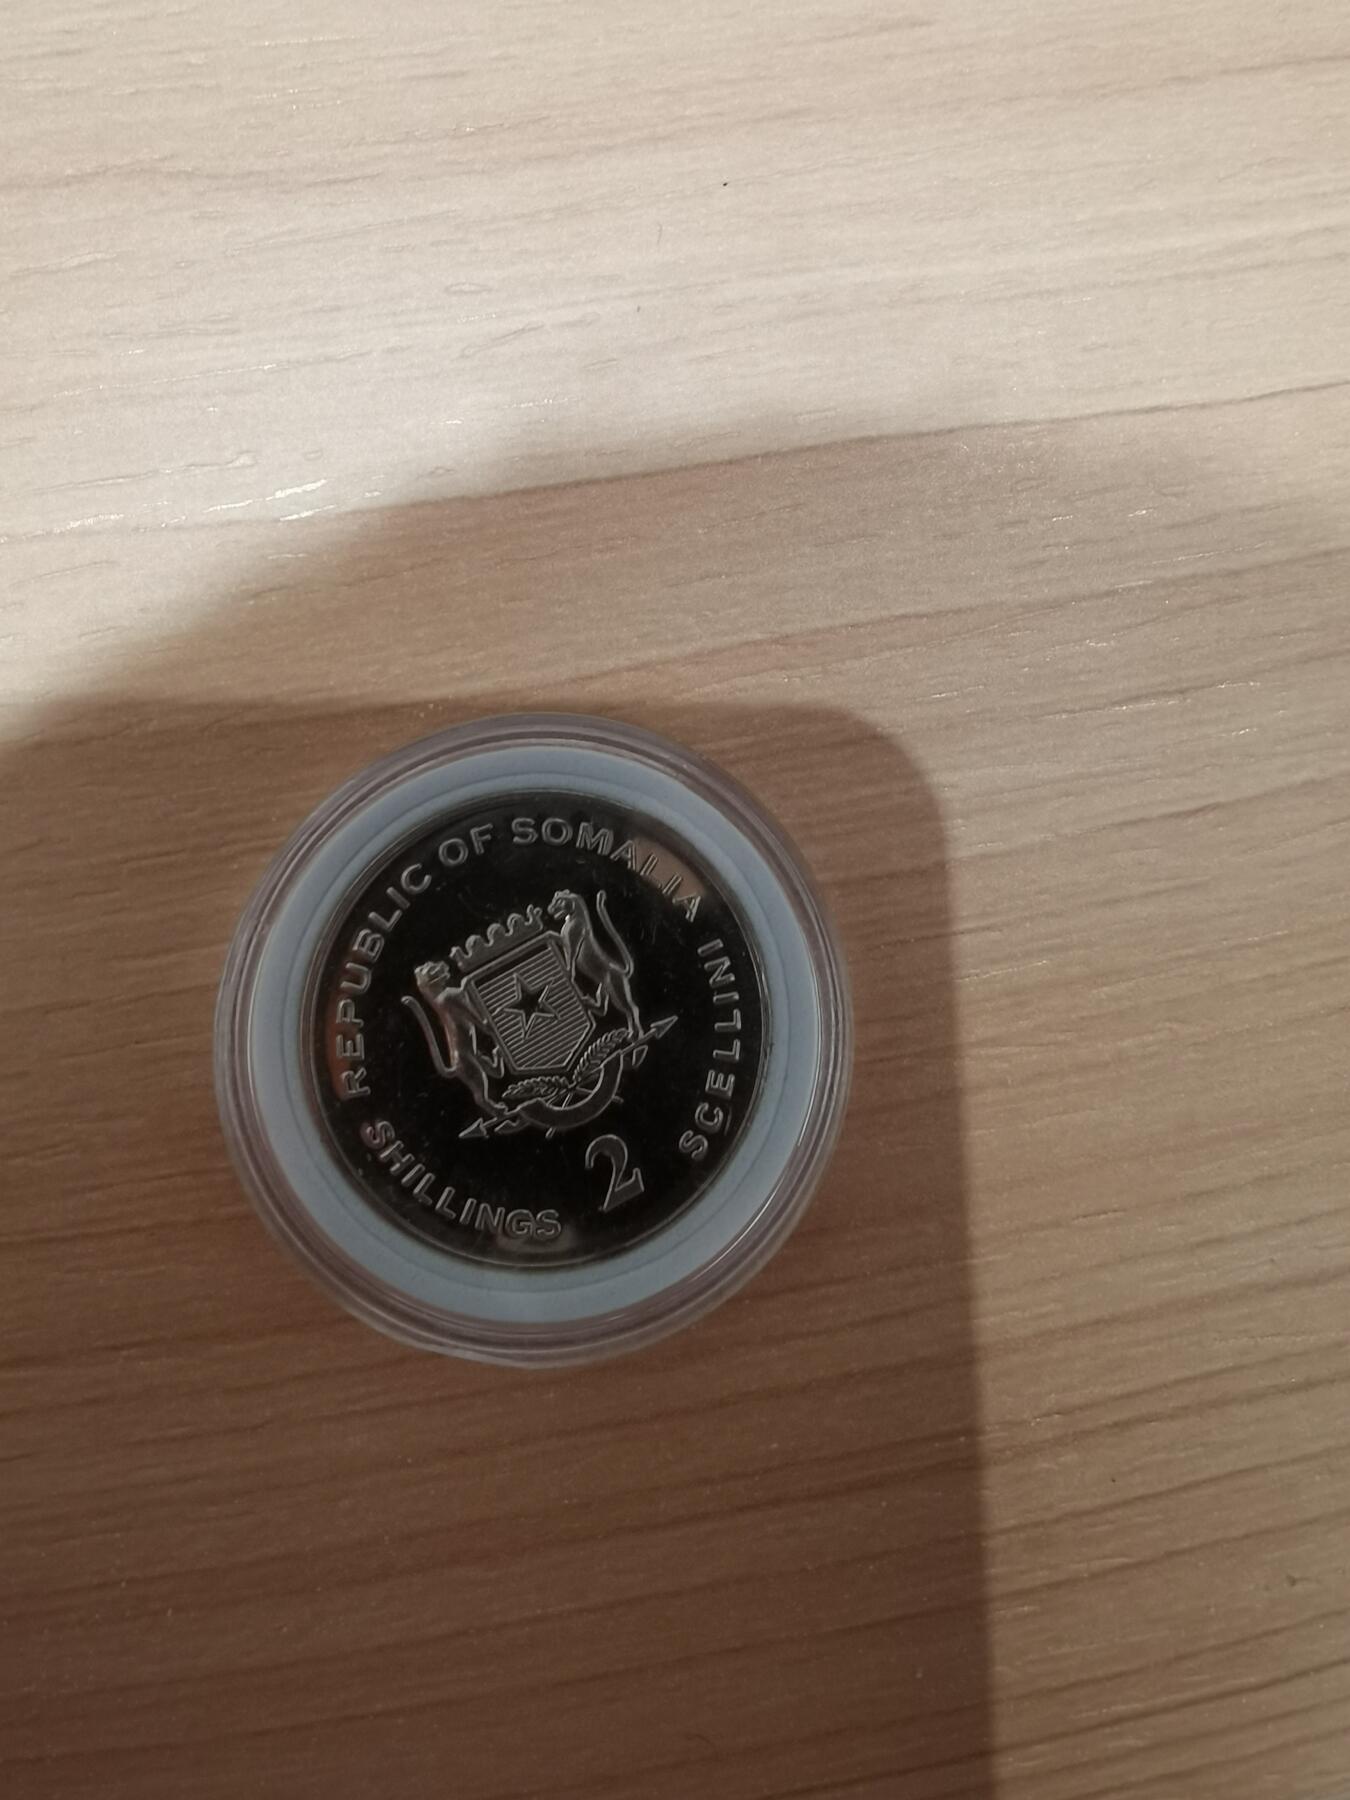 REPUBLIC OF SOMALIA
SCELLINI
2
SHILLINGS